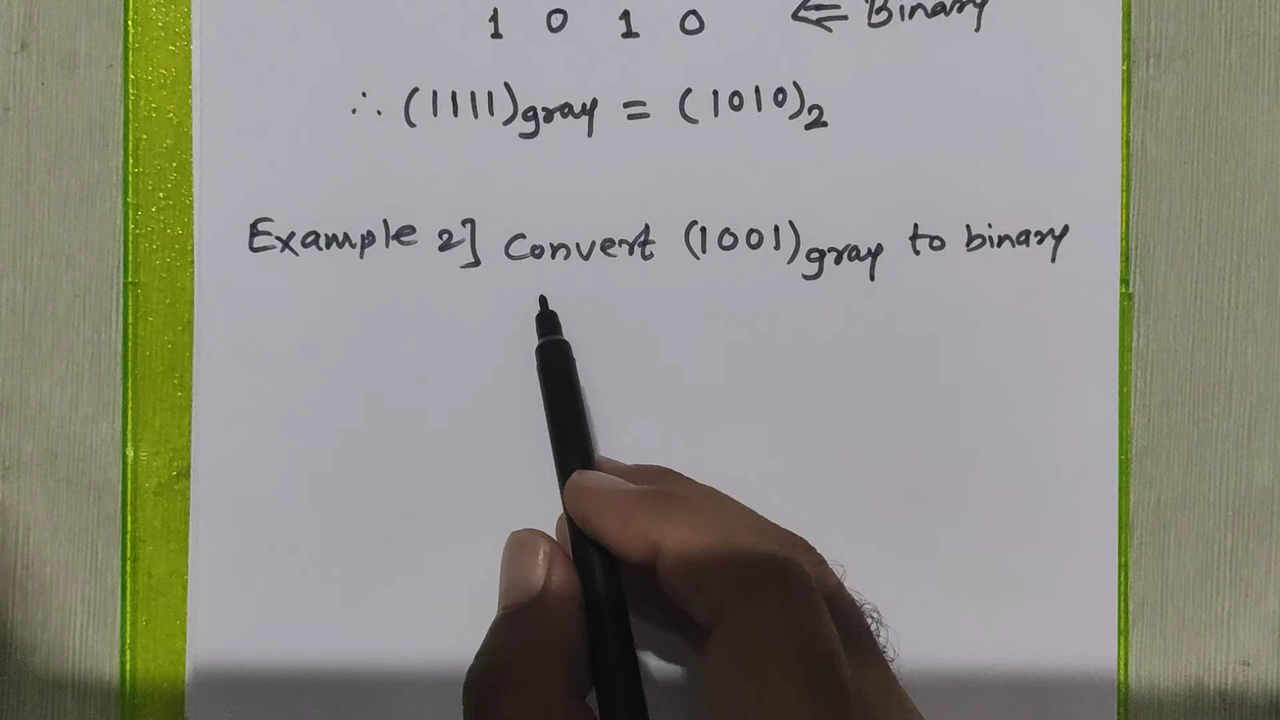 1 0 1 0 ⇐ Binary
∴ (1111)gray = (1010)2
Example 2] Convert (1001)gray to binary